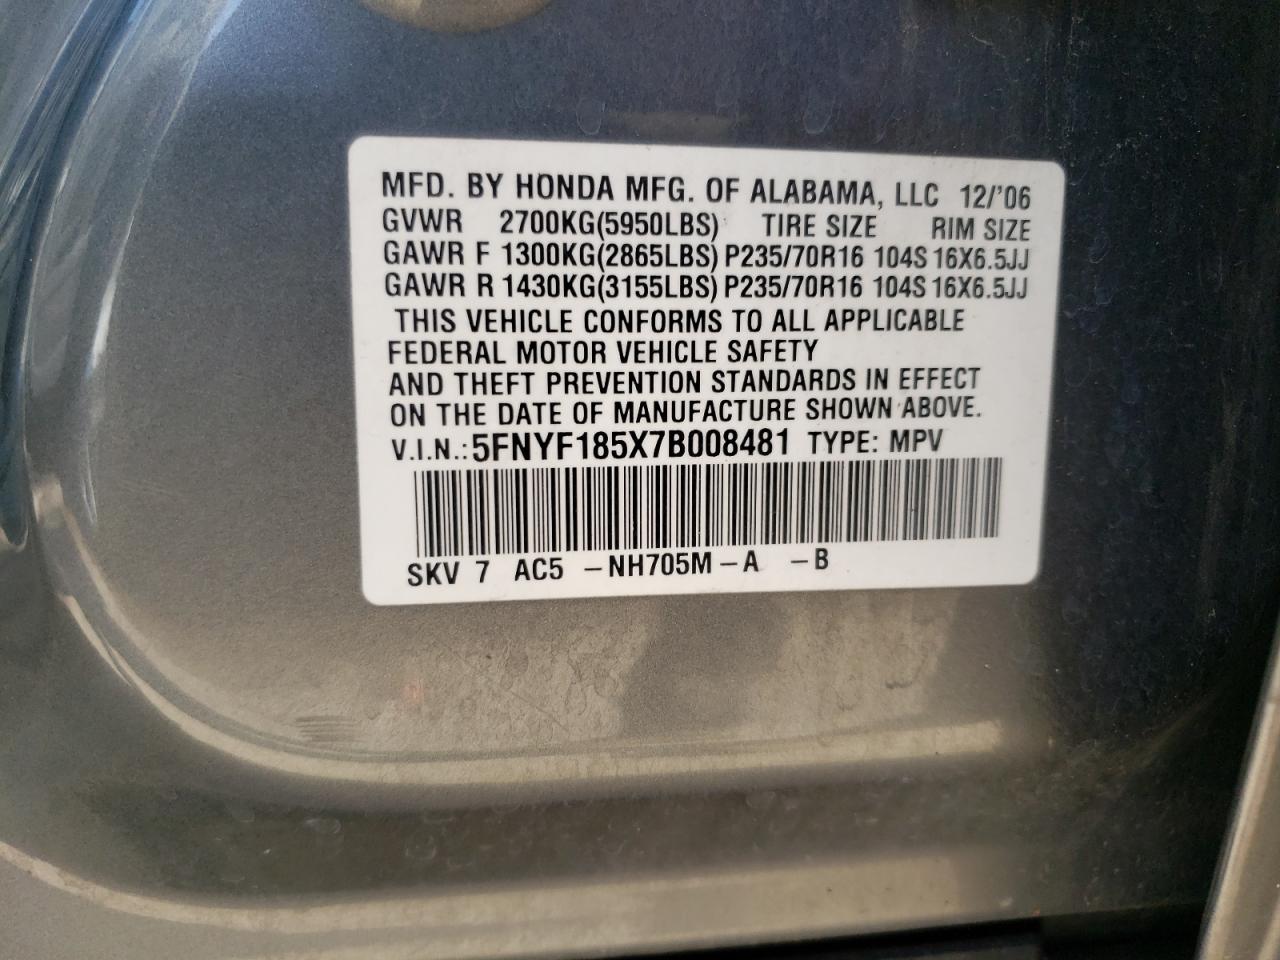 MFD. BY HONDA MFG. OF ALABAMA, LLC 12/'06
GVWR 2700KG(5950LBS) TIRE SIZE RIM SIZE
GAWR F 1300KG(2865LBS) P235/70R16 104S 16X6.5JJ
GAWR R 1430KG(3155LBS) P235/70R16 104S 16X6.5JJ
THIS VEHICLE CONFORMS TO ALL APPLICABLE
FEDERAL MOTOR VEHICLE SAFETY
AND THEFT PREVENTION STANDARDS IN EFFECT
ON THE DATE OF MANUFACTURE SHOWN ABOVE.
V.I.N.: 5FNYF185X7B008481 TYPE: MPV
SKV 7 AC5 -NH705M-A -B